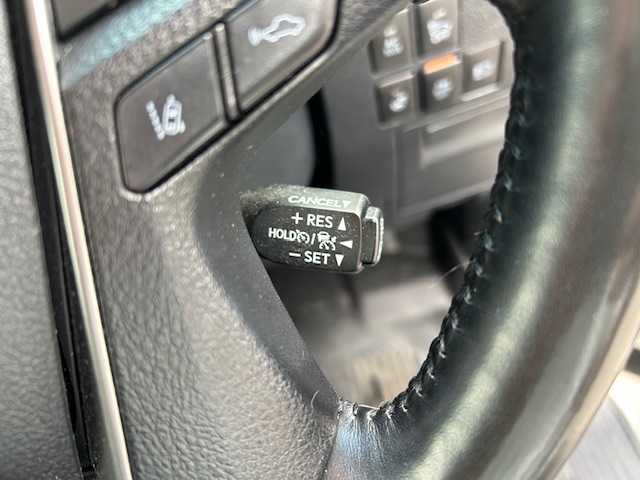 CANCEL▼
+ RES ▲
HOLD / ◄
− SET ▼